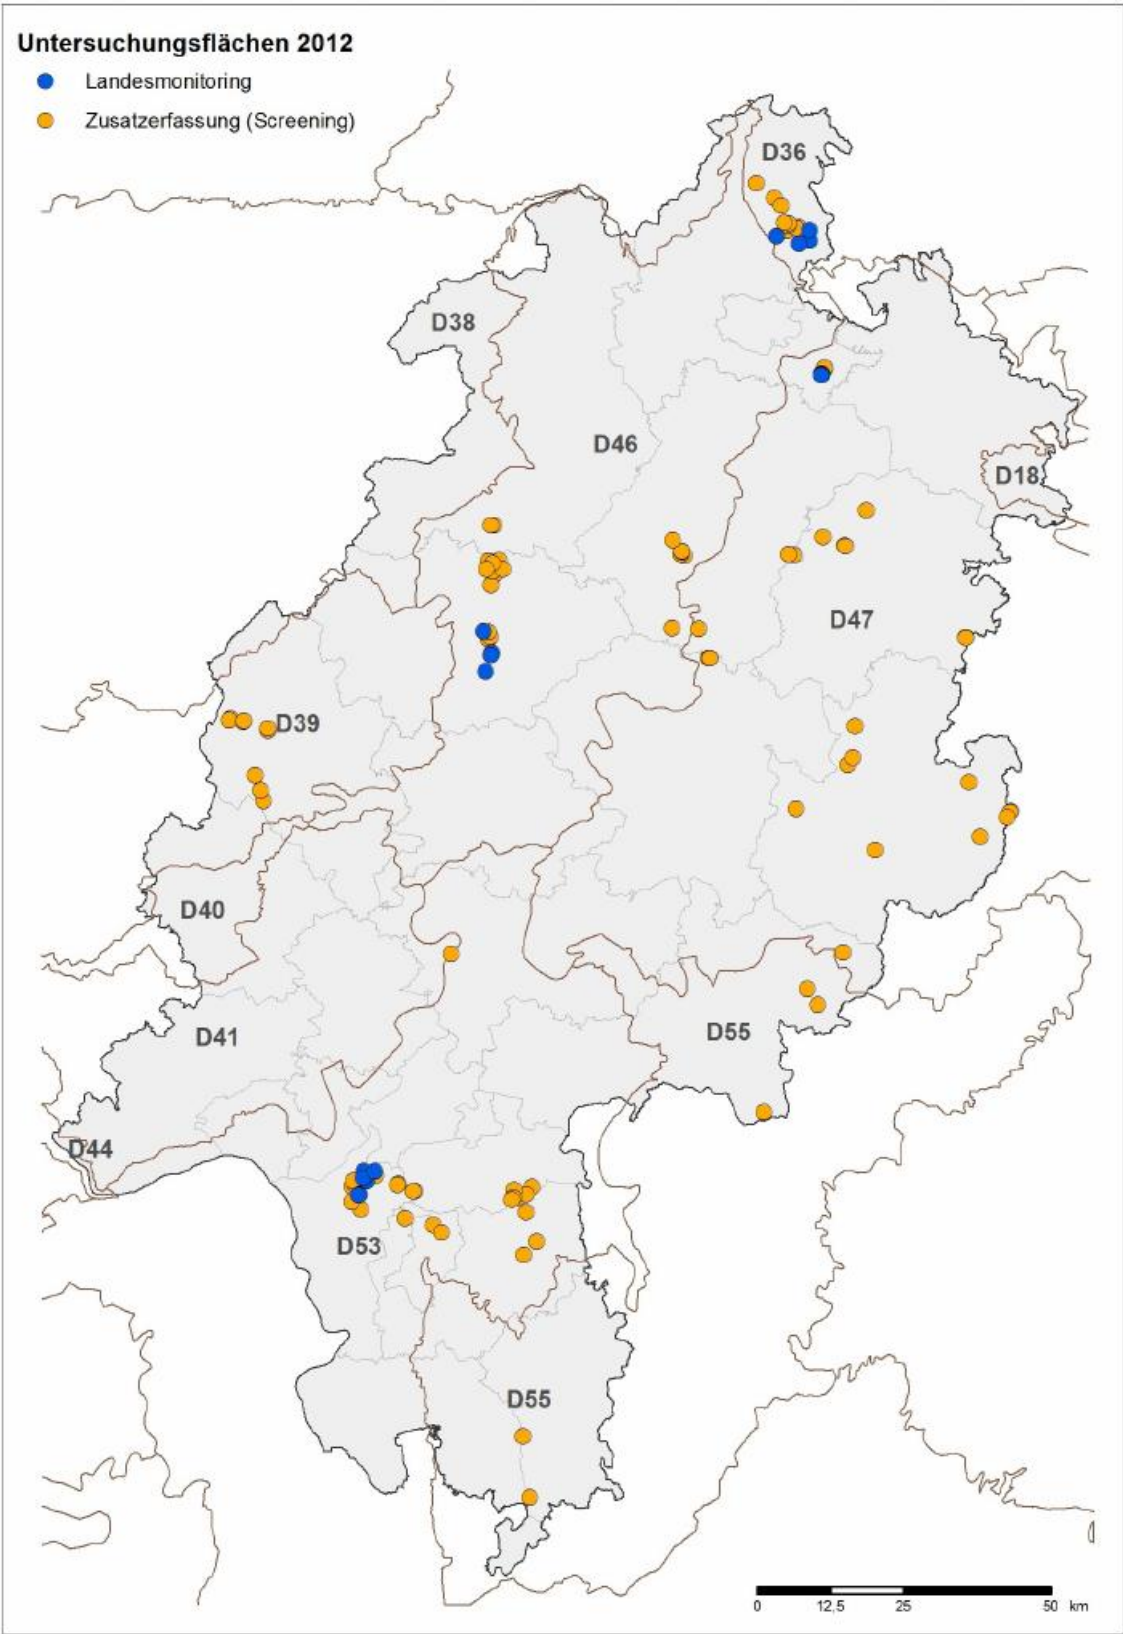 Untersuchungsflächen 2012
Landesmonitoring
Zusatzerfassung (Screening)
D36
D38
D46
D18
D47
D39
D40
D41
D55
D44
D53
D55
0 12,5 25 50 km